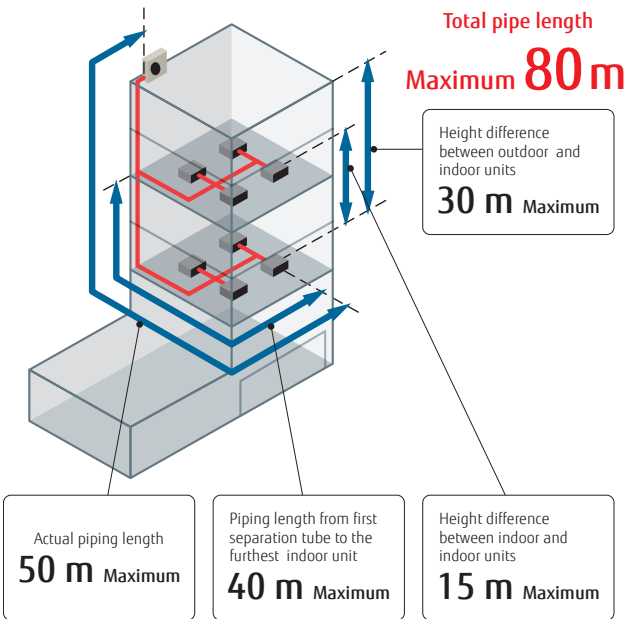 Total pipe length
Maximum 80 m
Height difference
between outdoor and
indoor units
30 m Maximum
Actual piping length
50 m Maximum
Piping length from first
separation tube to the
furthest indoor unit
40 m Maximum
Height difference
between indoor and
indoor units
15 m Maximum